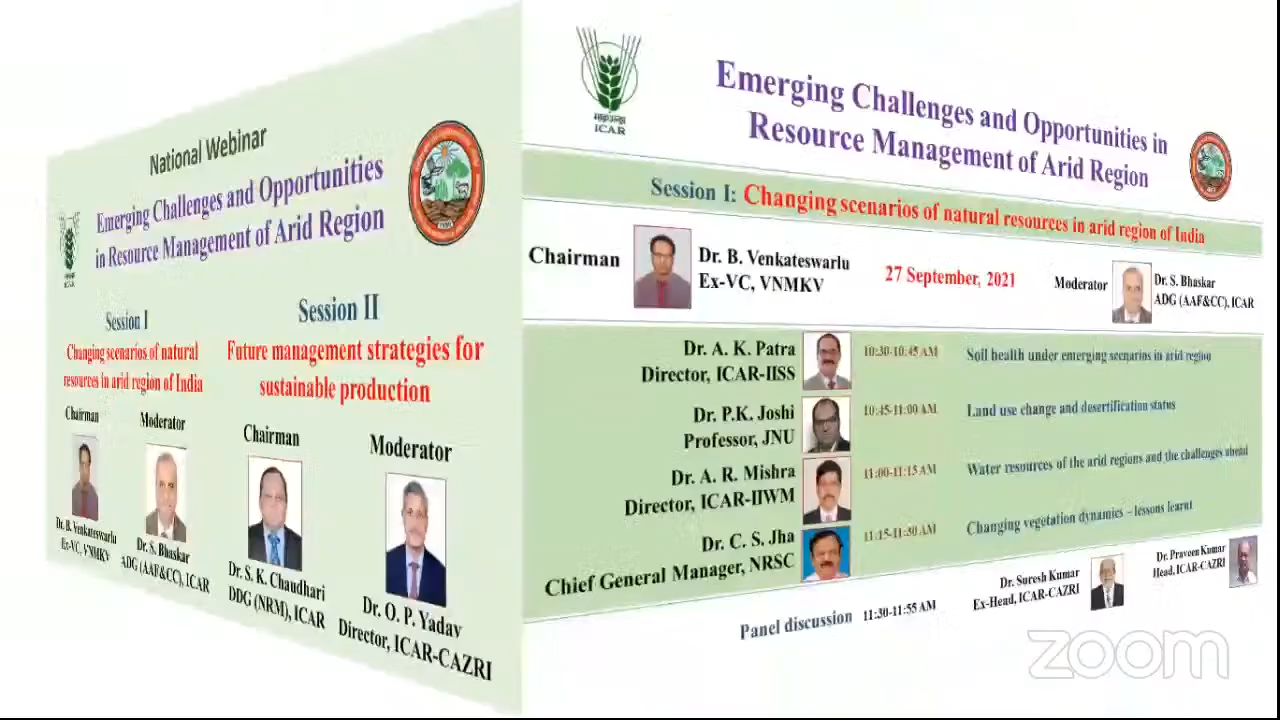 National Webinar
Emerging Challenges and Opportunities
in Resource Management of Arid Region
ICAR
Session I
Changing scenarios of natural
resources in arid region of India
Chairman
Dr. B. Venkateswarlu
Ex-VC, VNMKV
Moderator
Dr. S. Bhaskar
ADG (AAF&CC), ICAR
Session II
Future management strategies for
sustainable production
Chairman
Dr. S. K. Chaudhari
DDG (NRM), ICAR
Moderator
Dr. O. P. Yadav
Director, ICAR-CAZRI
भाकृअनुप
ICAR
Emerging Challenges and Opportunities in
Resource Management of Arid Region
Session I: Changing scenarios of natural resources in arid region of India
Chairman
Dr. B. Venkateswarlu
Ex-VC, VNMKV
27 September, 2021
Moderator
Dr. S. Bhaskar
ADG (AAF&CC), ICAR
Dr. A. K. Patra
Director, ICAR-IISS
10:30-10:45 AM
Soil health under emerging scenarios in arid region
Dr. P.K. Joshi
Professor, JNU
10:45-11:00 AM
Land use change and desertification status
Dr. A. R. Mishra
Director, ICAR-IIWM
11:00-11:15 AM
Water resources of the arid regions and the challenges ahead
Dr. C. S. Jha
Chief General Manager, NRSC
11:15-11:30 AM
Changing vegetation dynamics – lessons learnt
Panel discussion 11:30-11:55 AM
Dr. Suresh Kumar
Ex-Head, ICAR-CAZRI
Dr. Praveen Kumar
Head, ICAR-CAZRI
zoom